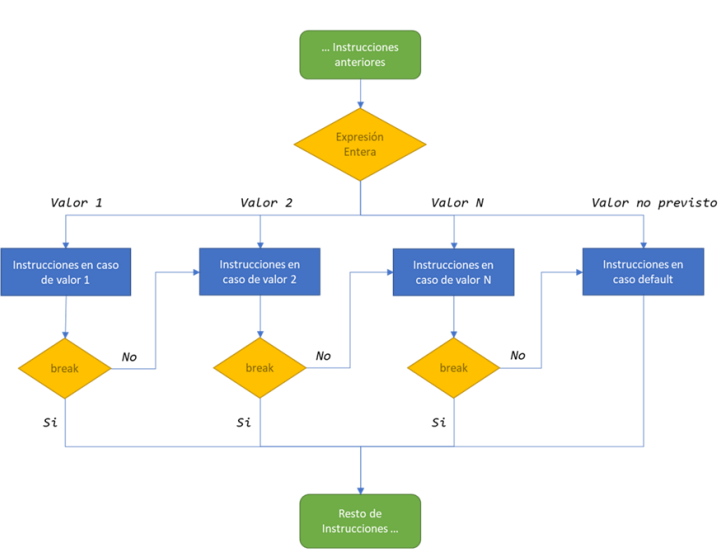 ... Instrucciones
anteriores
Expresión
Entera
Valor 1
Valor 2
Valor N
Valor no previsto
Instrucciones en caso
de valor 1
Instrucciones en
caso de valor 2
Instrucciones en
caso de valor N
Instrucciones en
caso default
break
No
break
No
break
No
Si
Si
Si
Resto de
Instrucciones ...